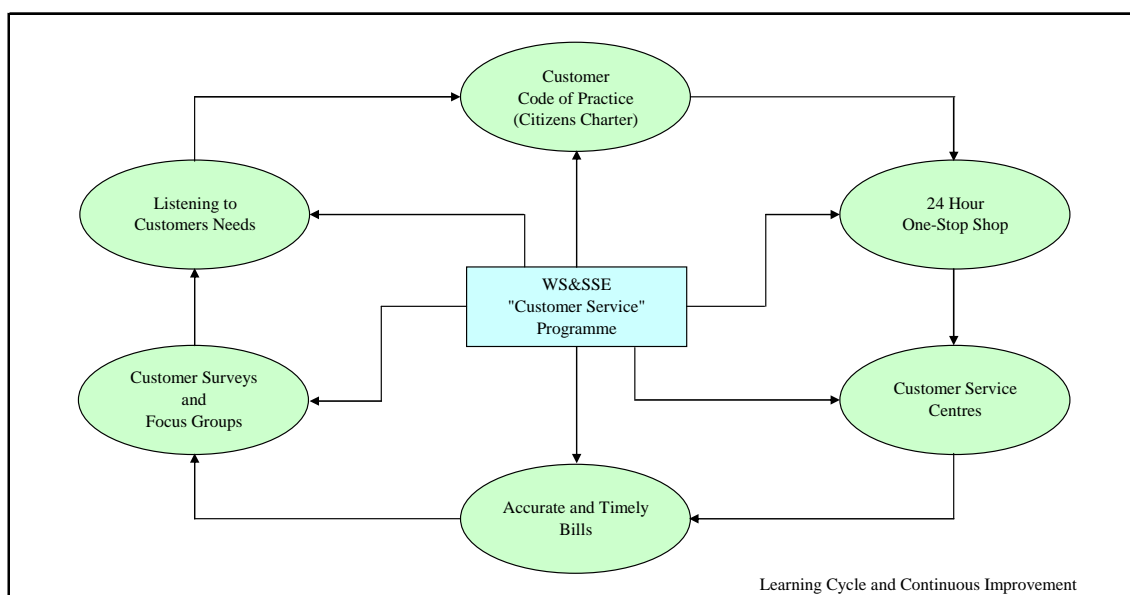 Customer
Code of Practice
(Citizens Charter)
Listening to
Customers Needs
24 Hour
One-Stop Shop
WS&SSE
"Customer Service"
Programme
Customer Surveys
and
Focus Groups
Customer Service
Centres
Accurate and Timely
Bills
Learning Cycle and Continuous Improvement